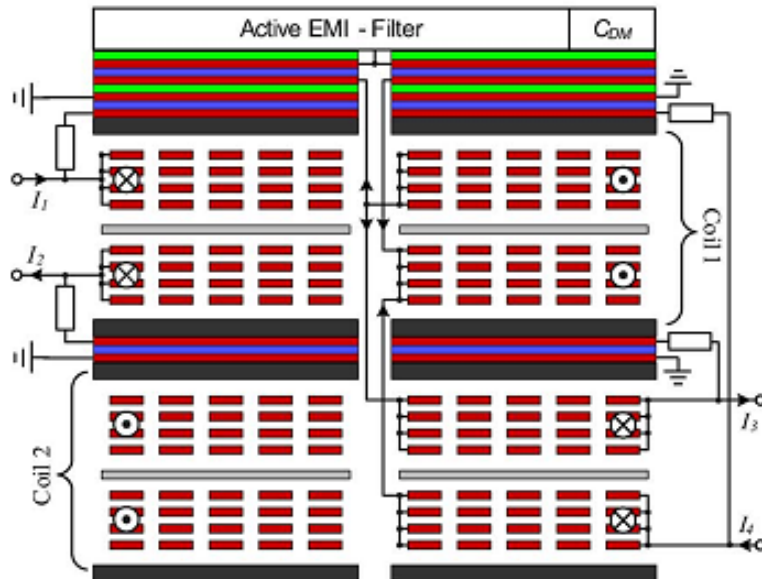 Active EMI - Filter
C_DM
I_1
I_2
Coil 1
Coil 2
I_3
I_4